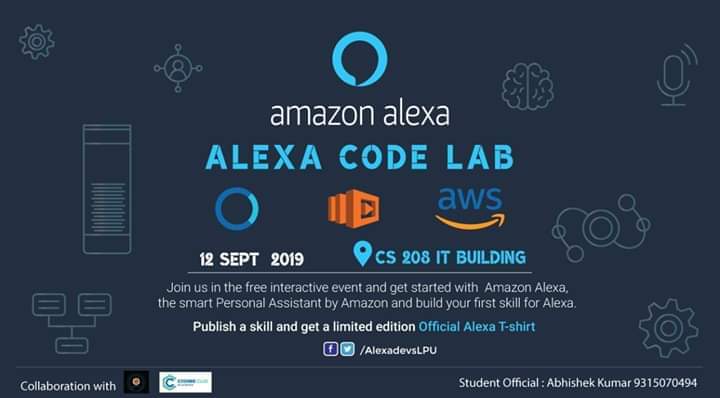 amazon alexa
ALEXA CODE LAB
aws
12 SEPT 2019
CS 208 IT BUILDING
Join us in the free interactive event and get started with Amazon Alexa,
the smart Personal Assistant by Amazon and build your first skill for Alexa.
Publish a skill and get a limited edition Official Alexa T-shirt
/AlexadevsLPU
Collaboration with
Student Official : Abhishek Kumar 9315070494